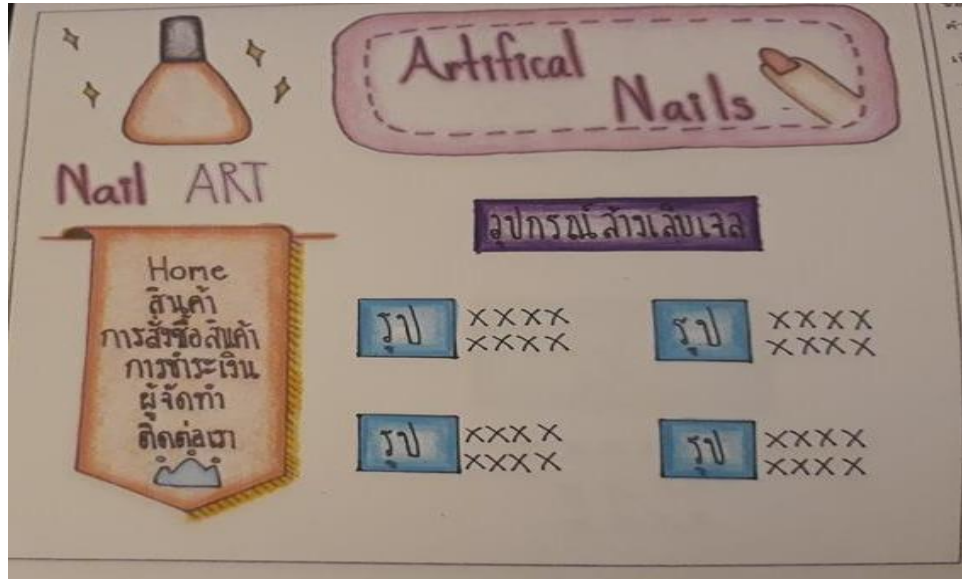 Artifical
Nails
Nail ART
อุปกรณ์ล้างเล็บเจล
Home
สินค้า
การสั่งซื้อสินค้า
การชำระเงิน
ผู้จัดทำ
ติดต่อเรา
รูป XXXX
XXXX
รูป XXXX
XXXX
รูป XXXX
XXXX
รูป XXXX
XXXX